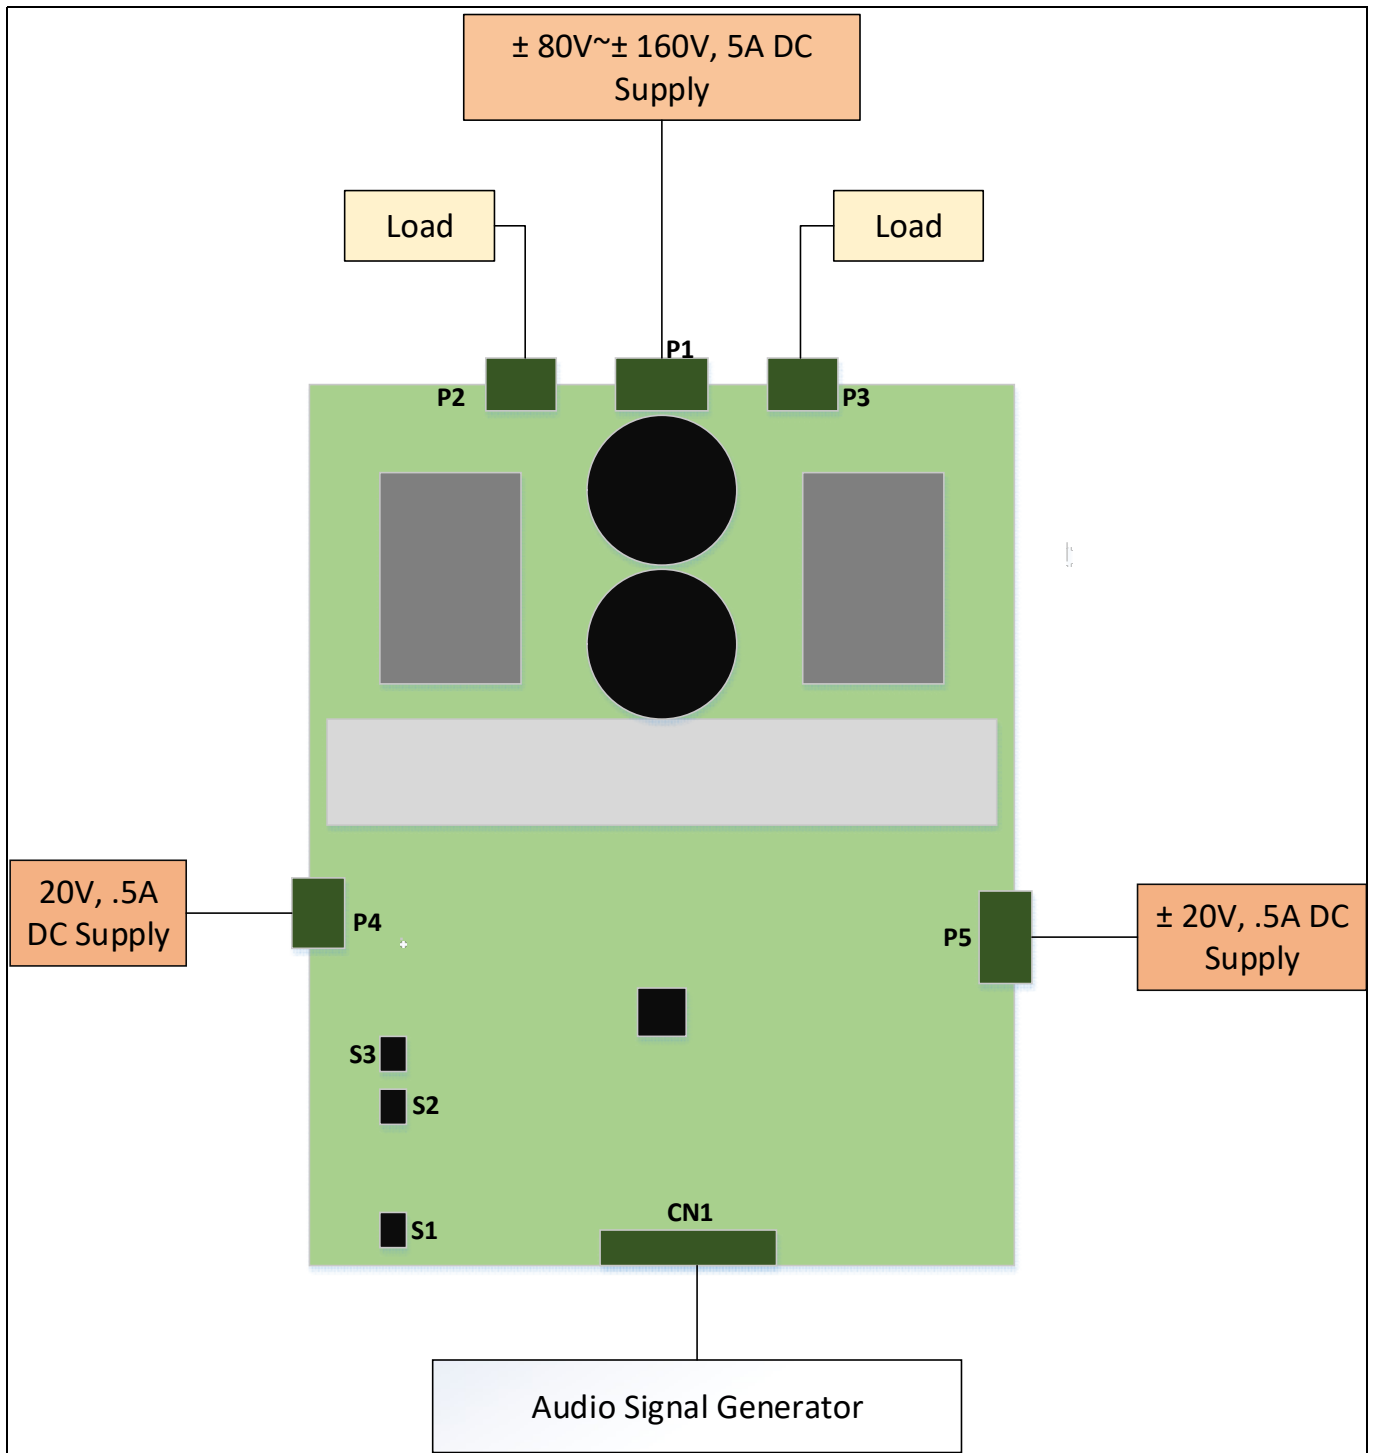 ± 80V~± 160V, 5A DC
Supply
Load
Load
P1
P2
P3
20V, .5A
DC Supply
P4
P5
± 20V, .5A DC
Supply
S3
S2
S1
CN1
Audio Signal Generator